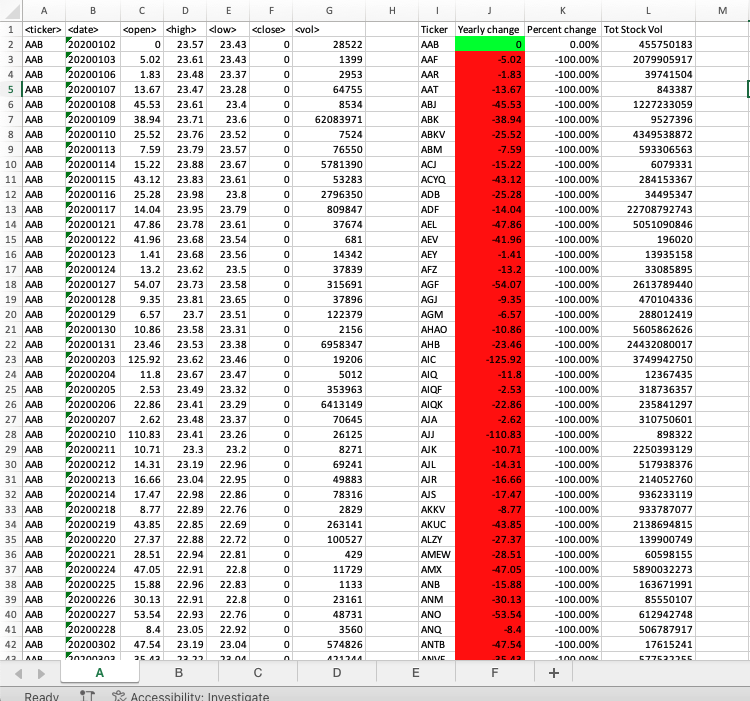 A B C D E F G H I J K L M
1 <ticker> <date> <open> <high> <low> <close> <vol> Ticker Yearly change Percent change Tot Stock Vol
2 AAB 20200102 0 23.57 23.43 0 28522 AAB 0 0.00% 455750183
3 AAB 20200103 5.02 23.61 23.43 0 1399 AAF -5.02 -100.00% 2079905917
4 AAB 20200106 1.83 23.48 23.37 0 2953 AAR -1.83 -100.00% 39741504
5 AAB 20200107 13.67 23.47 23.28 0 64755 AAT -13.67 -100.00% 843387
6 AAB 20200108 45.53 23.61 23.4 0 8534 ABJ -45.53 -100.00% 1227233059
7 AAB 20200109 38.94 23.71 23.6 0 62083971 ABK -38.94 -100.00% 9527396
8 AAB 20200110 25.52 23.76 23.52 0 7524 ABKV -25.52 -100.00% 4349538872
9 AAB 20200113 7.59 23.79 23.57 0 76550 ABM -7.59 -100.00% 593306563
10 AAB 20200114 15.22 23.88 23.67 0 5781390 ACJ -15.22 -100.00% 6079331
11 AAB 20200115 43.12 23.83 23.61 0 53283 ACYQ -43.12 -100.00% 284153367
12 AAB 20200116 25.28 23.98 23.8 0 2796350 ADB -25.28 -100.00% 34495347
13 AAB 20200117 14.04 23.95 23.79 0 809847 ADF -14.04 -100.00% 22708792743
14 AAB 20200121 47.86 23.78 23.61 0 37674 AEL -47.86 -100.00% 5051090846
15 AAB 20200122 41.96 23.68 23.54 0 681 AEV -41.96 -100.00% 196020
16 AAB 20200123 1.41 23.68 23.56 0 14342 AEY -1.41 -100.00% 13935158
17 AAB 20200124 13.2 23.62 23.5 0 37839 AFZ -13.2 -100.00% 33085895
18 AAB 20200127 54.07 23.73 23.58 0 315691 AGF -54.07 -100.00% 2613789440
19 AAB 20200128 9.35 23.81 23.65 0 37896 AGJ -9.35 -100.00% 470104336
20 AAB 20200129 6.57 23.7 23.51 0 122379 AGM -6.57 -100.00% 288012419
21 AAB 20200130 10.86 23.58 23.31 0 2156 AHAO -10.86 -100.00% 5605862626
22 AAB 20200131 23.46 23.53 23.38 0 6958347 AHB -23.46 -100.00% 24432080017
23 AAB 20200203 125.92 23.62 23.46 0 19206 AIC -125.92 -100.00% 3749942750
24 AAB 20200204 11.8 23.67 23.47 0 5012 AIQ -11.8 -100.00% 12367435
25 AAB 20200205 2.53 23.49 23.32 0 353963 AIQF -2.53 -100.00% 318736357
26 AAB 20200206 22.86 23.41 23.29 0 6413149 AIQK -22.86 -100.00% 235841297
27 AAB 20200207 2.62 23.48 23.37 0 70645 AJA -2.62 -100.00% 310750601
28 AAB 20200210 110.83 23.41 23.26 0 26125 AJJ -110.83 -100.00% 898322
29 AAB 20200211 10.71 23.3 23.2 0 8271 AJK -10.71 -100.00% 2250393129
30 AAB 20200212 14.31 23.19 22.96 0 69241 AJL -14.31 -100.00% 517938376
31 AAB 20200213 16.66 23.04 22.95 0 49883 AJR -16.66 -100.00% 214052760
32 AAB 20200214 17.47 22.98 22.86 0 78316 AJS -17.47 -100.00% 936233119
33 AAB 20200218 8.77 22.89 22.76 0 2829 AKKV -8.77 -100.00% 933787077
34 AAB 20200219 43.85 22.85 22.69 0 263141 AKUC -43.85 -100.00% 2138694815
35 AAB 20200220 27.37 22.88 22.72 0 100527 ALZY -27.37 -100.00% 139900749
36 AAB 20200221 28.51 22.94 22.81 0 429 AMEW -28.51 -100.00% 60598155
37 AAB 20200224 47.05 22.91 22.8 0 11729 AMX -47.05 -100.00% 5890032273
38 AAB 20200225 15.88 22.96 22.83 0 1133 ANB -15.88 -100.00% 163671991
39 AAB 20200226 30.13 22.91 22.8 0 23161 ANM -30.13 -100.00% 85550107
40 AAB 20200227 53.54 22.93 22.76 0 48731 ANO -53.54 -100.00% 612942748
41 AAB 20200228 8.4 23.05 22.92 0 3560 ANQ -8.4 -100.00% 506787917
42 AAB 20200302 47.54 23.19 23.04 0 574826 ANTB -47.54 -100.00% 17615241
43 AAB 20200303 35.43 0 ANVE -35.43 -100.00%
A B C D E F +
Ready Accessibility: Investigate